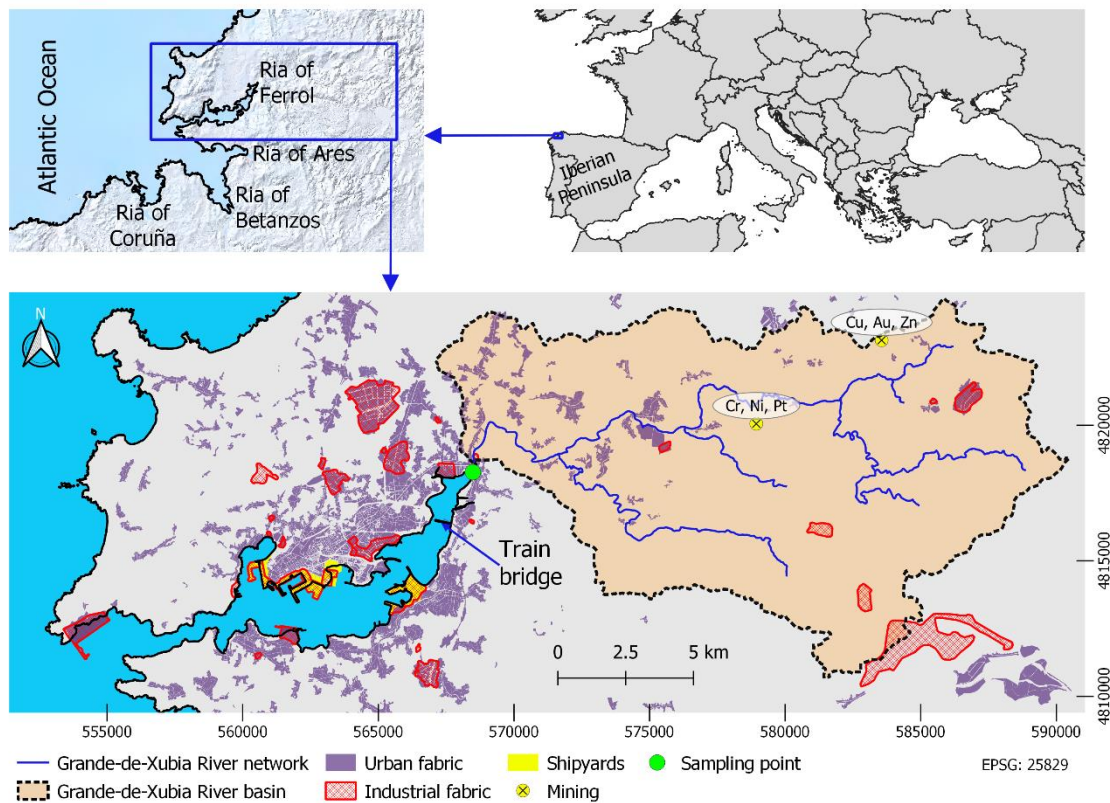 Atlantic Ocean
Ria of
Ferrol
Ria of Ares
Ria of
Betanzos
Ria of
Coruña
Iberian
Peninsula
N
Cu, Au, Zn
Cr, Ni, Pt
Train
bridge
0 2.5 5 km
4820000
4815000
4810000
555000 560000 565000 570000 575000 580000 585000 590000
Grande-de-Xubia River network
Urban fabric
Shipyards
Sampling point
EPSG: 25829
Grande-de-Xubia River basin
Industrial fabric
Mining